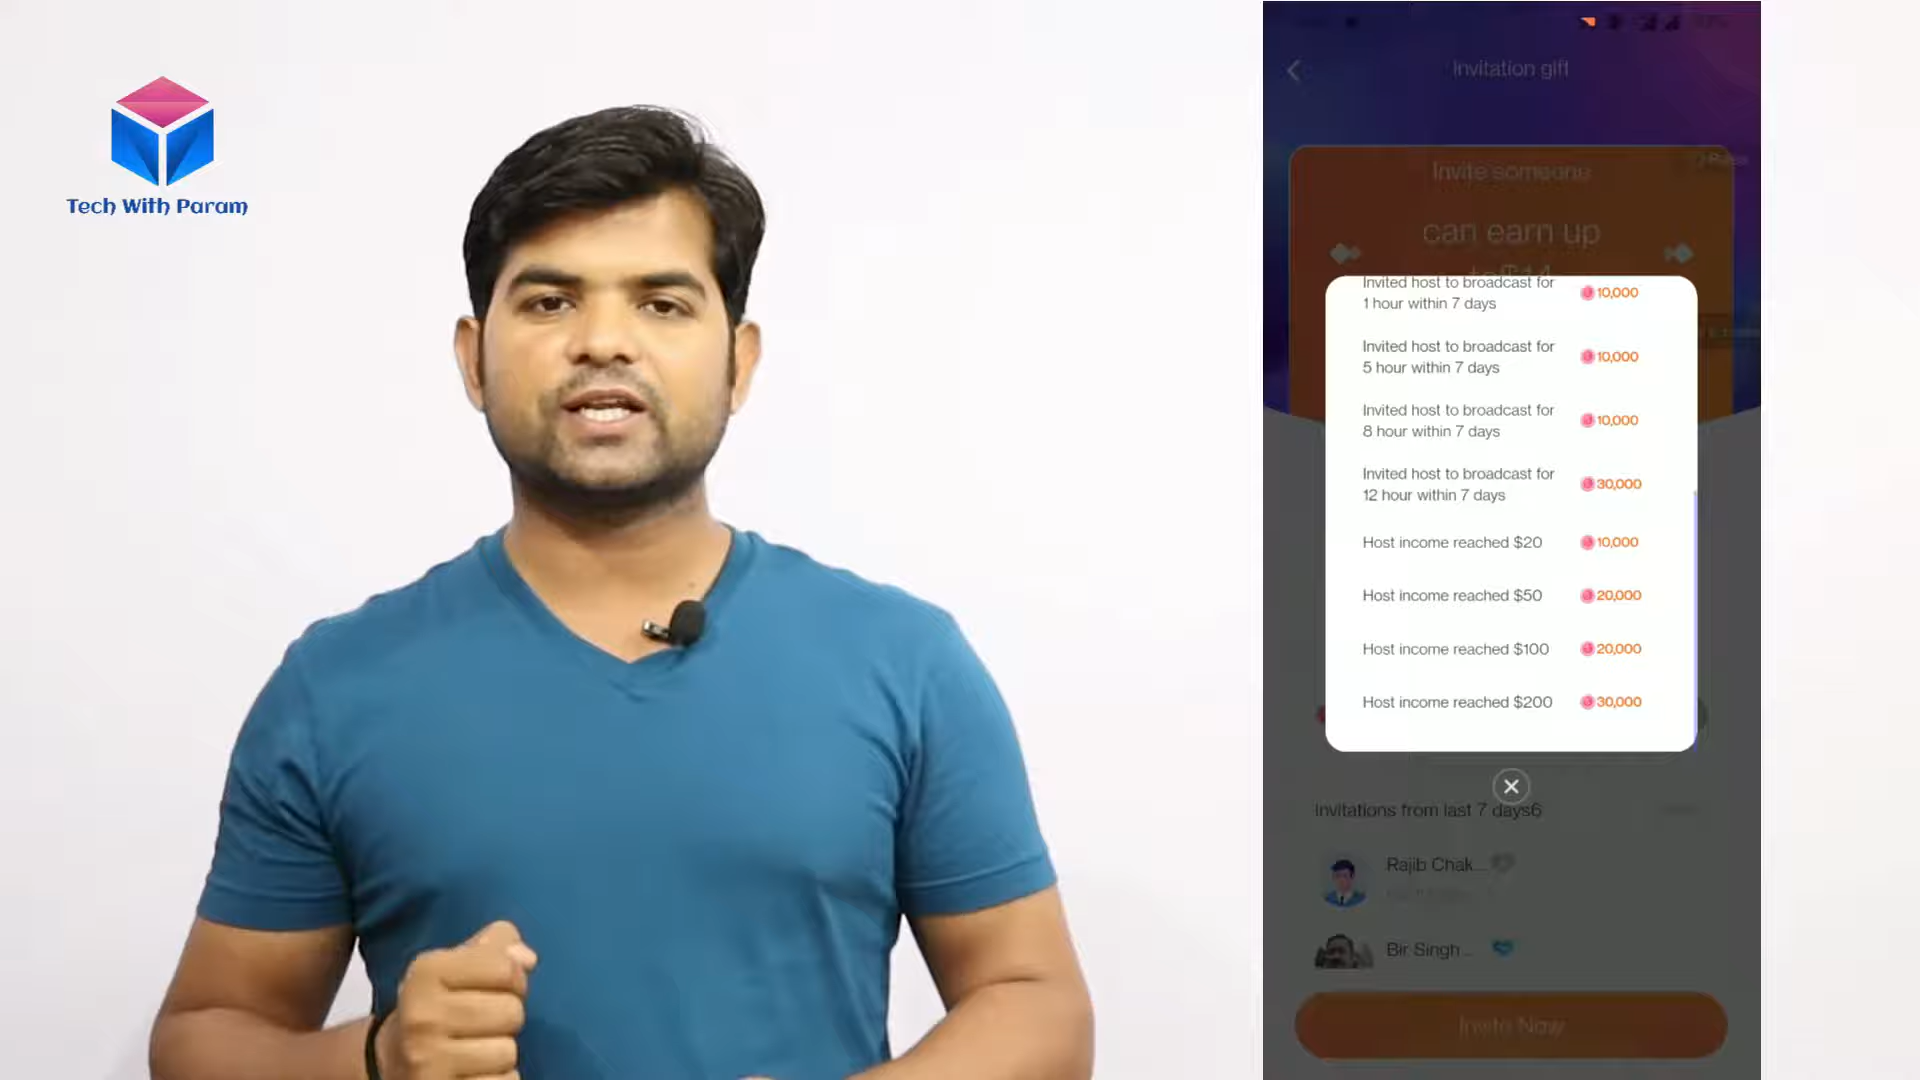 Tech With Param
Invitation gift
Invite someone
can earn up
Invited host to broadcast for
1 hour within 7 days
10,000
Invited host to broadcast for
5 hour within 7 days
10,000
Invited host to broadcast for
8 hour within 7 days
10,000
Invited host to broadcast for
12 hour within 7 days
30,000
Host income reached $20
10,000
Host income reached $50
20,000
Host income reached $100
20,000
Host income reached $200
30,000
Invitations from last 7 days6
Rajib Chak...
Bir Singh...
Invite Now